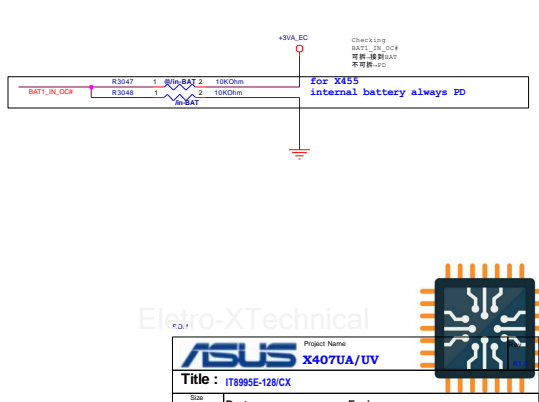 +3VA_EC
Checking
BAT1_IN_OC#
可拆→接到BAT
不可拆→PD
R3047 1 @/in-BAT 2 10KOhm
for X455
BAT1_IN_OC#
R3048 1 2 10KOhm
internal battery always PD
/in-BAT
Eletro-XTechnical
ASUS
Project Name
X407UA/UV
Title :
IT8995E-128/CX
Size